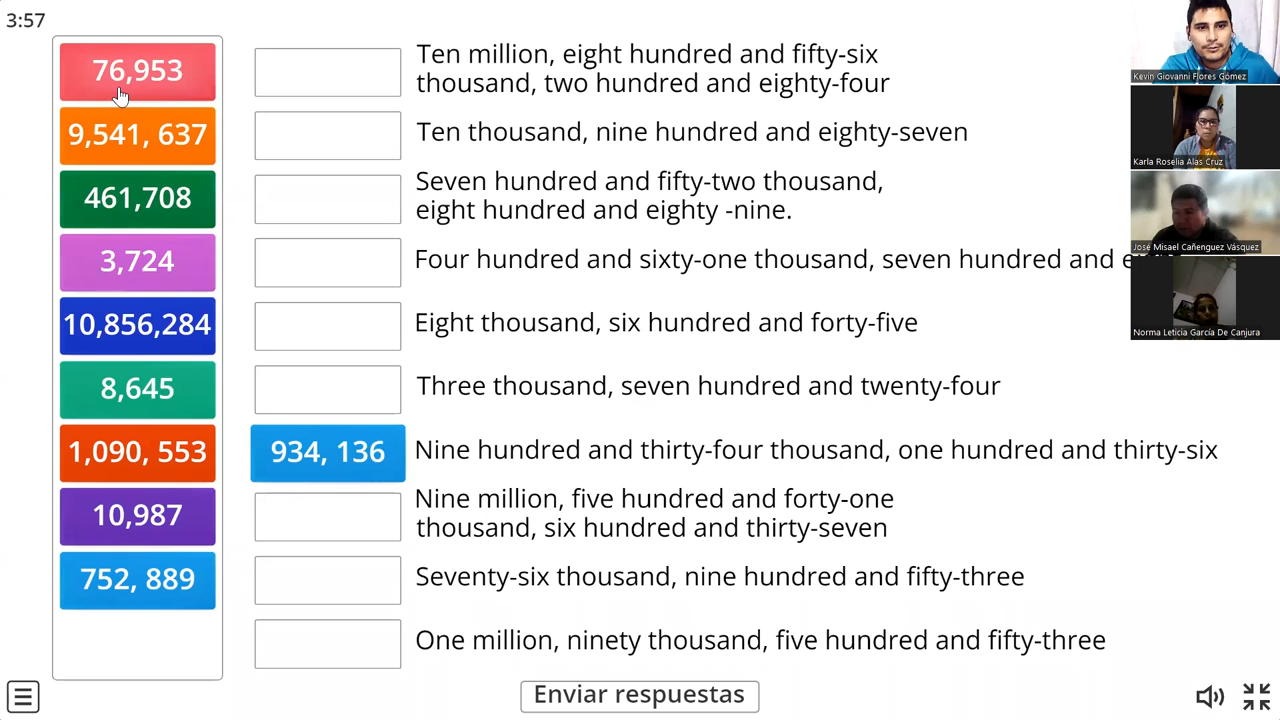 3:57
76,953
9,541, 637
461,708
3,724
10,856,284
8,645
1,090, 553
10,987
752, 889
Ten million, eight hundred and fifty-six
thousand, two hundred and eighty-four
Ten thousand, nine hundred and eighty-seven
Seven hundred and fifty-two thousand,
eight hundred and eighty -nine.
Four hundred and sixty-one thousand, seven hundred and
Eight thousand, six hundred and forty-five
Three thousand, seven hundred and twenty-four
934, 136
Nine hundred and thirty-four thousand, one hundred and thirty-six
Nine million, five hundred and forty-one
thousand, six hundred and thirty-seven
Seventy-six thousand, nine hundred and fifty-three
One million, ninety thousand, five hundred and fifty-three
Enviar respuestas
Kevin Giovanni Flores Gómez
Karla Roselia Alas Cruz
José Misael Cañenguez Vásquez
Norma Leticia García De Canjura